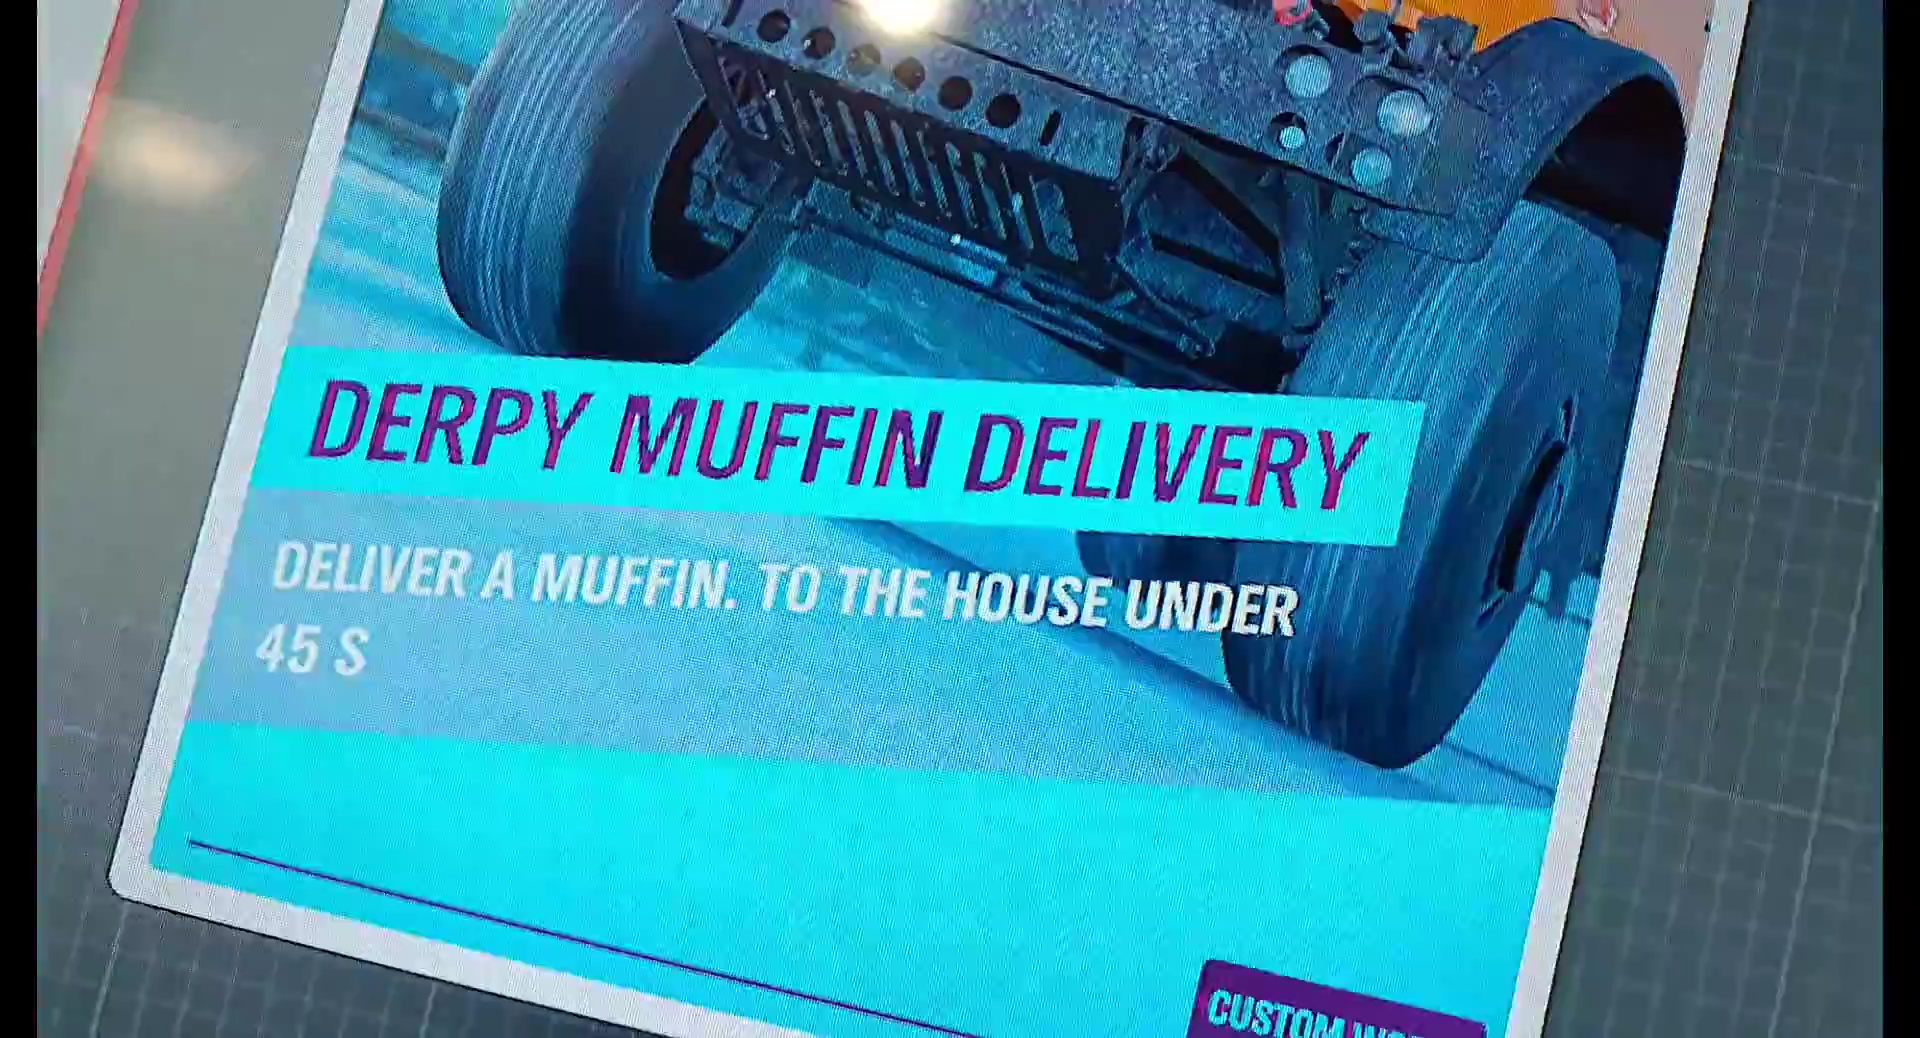 DERPY MUFFIN DELIVERY
DELIVER A MUFFIN. TO THE HOUSE UNDER
45 S
CUSTOM